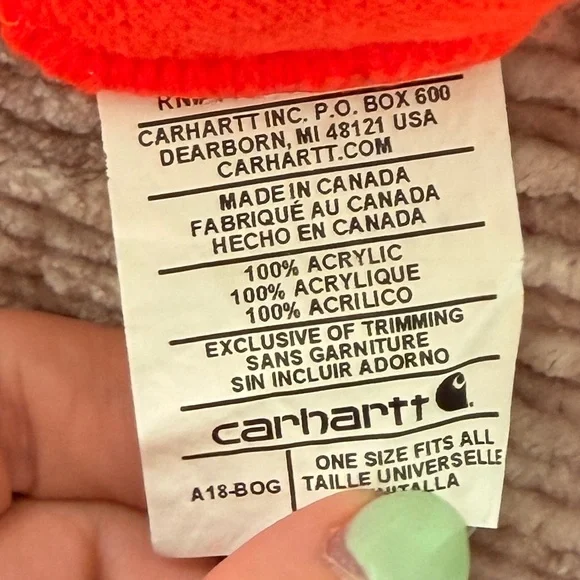 CARHARTT INC. P.O. BOX 600
DEARBORN, MI 48121 USA
CARHARTT.COM
MADE IN CANADA
FABRIQUÉ AU CANADA
HECHO EN CANADA
100% ACRYLIC
100% ACRYLIQUE
100% ACRILICO
EXCLUSIVE OF TRIMMING
SANS GARNITURE
SIN INCLUIR ADORNO
carhartt
A18-BOG
ONE SIZE FITS ALL
TAILLE UNIVERSELLE